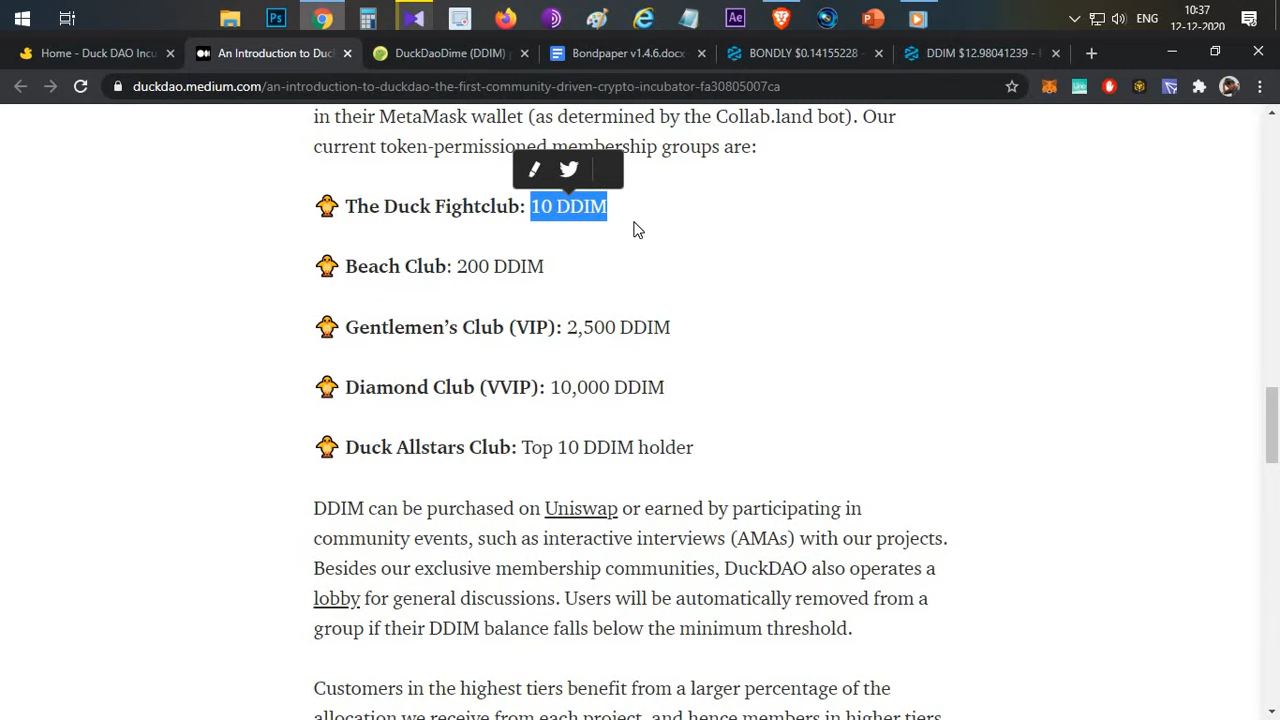 10:37
ENG
12-12-2020
Home - Duck DAO Incu
An Introduction to Duc
DuckDaoDime (DDIM) p
Bondpaper v1.4.6.docx
BONDLY $0.14155228 -
DDIM $12.98041239 -
duckdao.medium.com/an-introduction-to-duckdao-the-first-community-driven-crypto-incubator-fa30805007ca
in their MetaMask wallet (as determined by the Collab.land bot). Our
current token-permissioned membership groups are:
The Duck Fightclub: 10 DDIM
Beach Club: 200 DDIM
Gentlemen’s Club (VIP): 2,500 DDIM
Diamond Club (VVIP): 10,000 DDIM
Duck Allstars Club: Top 10 DDIM holder
DDIM can be purchased on Uniswap or earned by participating in
community events, such as interactive interviews (AMAs) with our projects.
Besides our exclusive membership communities, DuckDAO also operates a
lobby for general discussions. Users will be automatically removed from a
group if their DDIM balance falls below the minimum threshold.
Customers in the highest tiers benefit from a larger percentage of the
allocation we receive from each project, and hence members in higher tiers